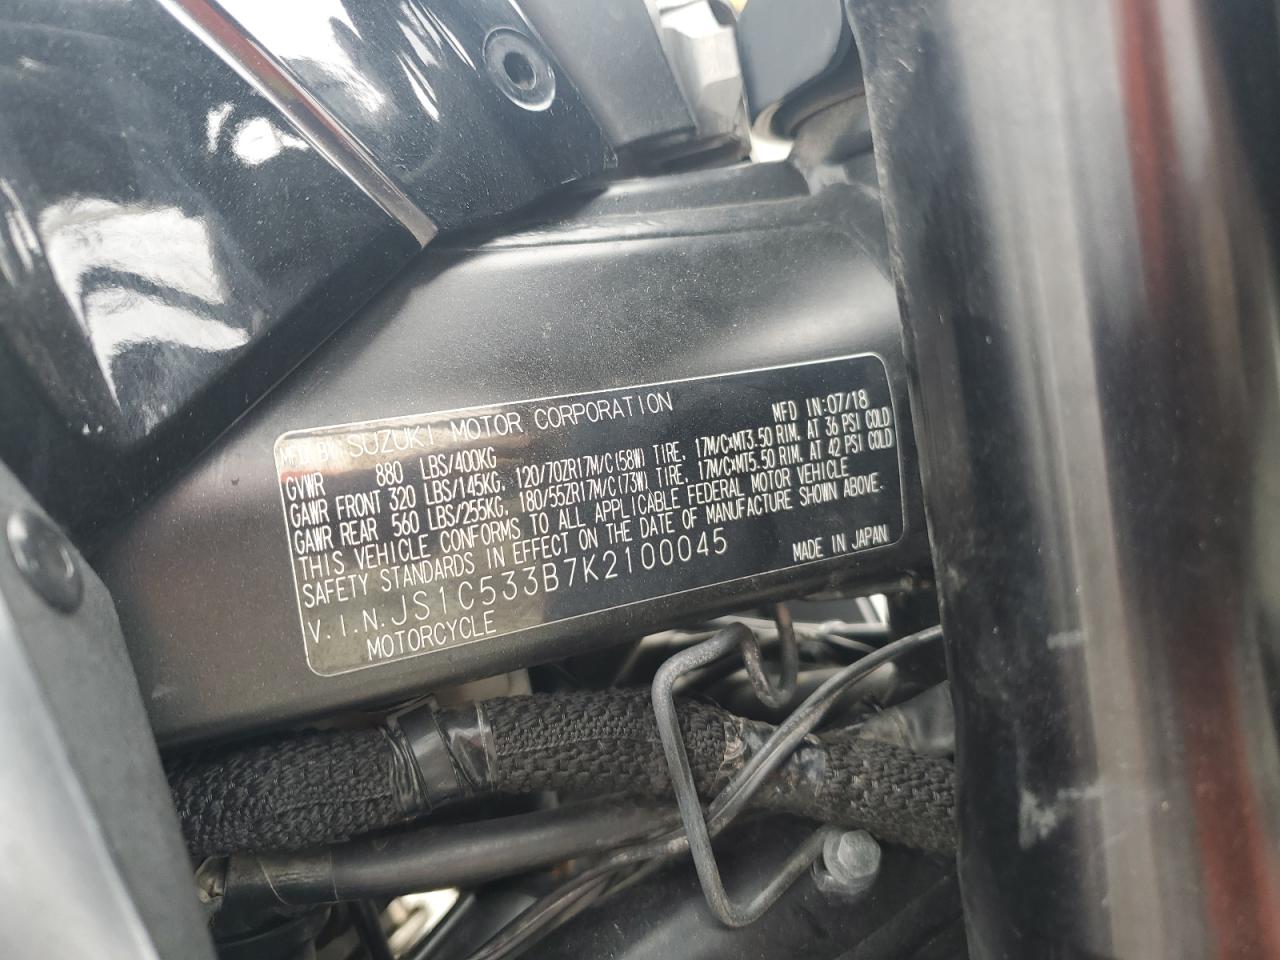 MFD BY SUZUKI MOTOR CORPORATION MFD IN:07/18
GVWR 880 LBS/400KG
GAWR FRONT 320 LBS/145KG, 120/70ZR17M/C(58W) TIRE, 17M/CxMT3.50 RIM, AT 36 PSI COLD
GAWR REAR 560 LBS/255KG, 180/55ZR17M/C(73W) TIRE, 17M/CxMT5.50 RIM, AT 42 PSI COLD
THIS VEHICLE CONFORMS TO ALL APPLICABLE FEDERAL MOTOR VEHICLE
SAFETY STANDARDS IN EFFECT ON THE DATE OF MANUFACTURE SHOWN ABOVE.
V.I.N.JS1C533B7K2100045 MADE IN JAPAN
MOTORCYCLE